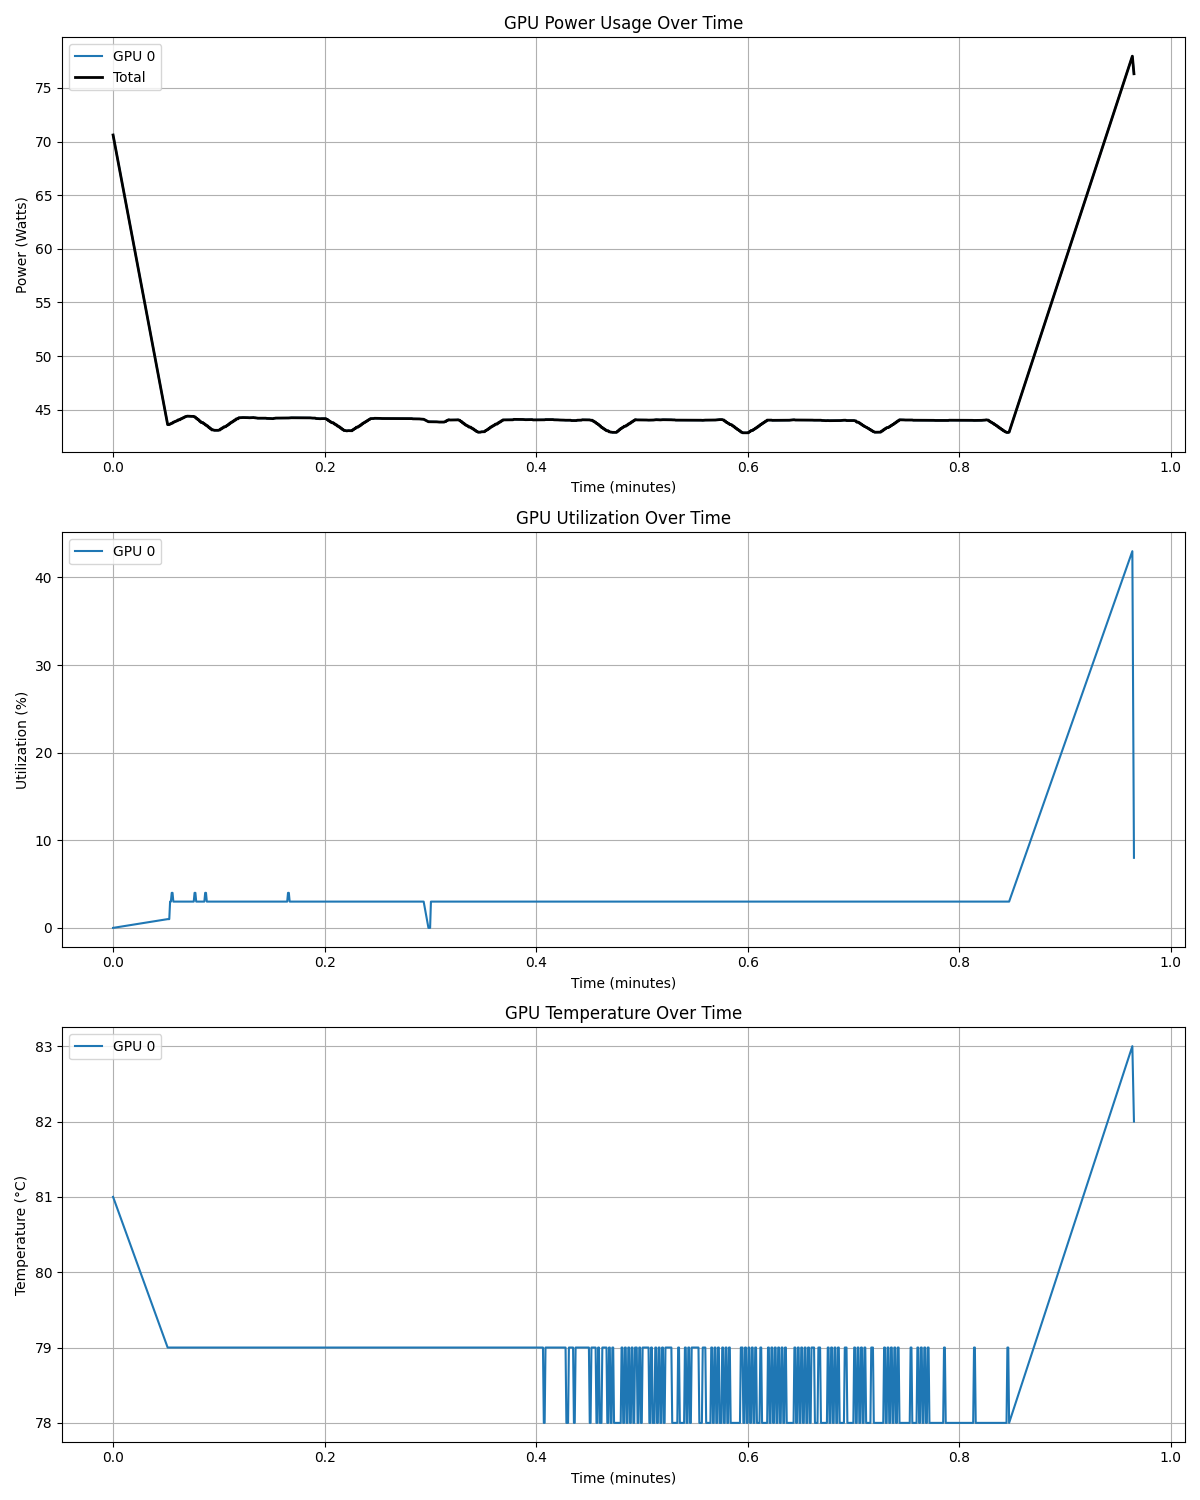 GPU Power Usage Over Time
GPU 0
Total
75
70
65
60
55
50
45
Power (Watts)
0.0 0.2 0.4 0.6 0.8 1.0
Time (minutes)
GPU Utilization Over Time
GPU 0
40
30
20
10
0
Utilization (%)
0.0 0.2 0.4 0.6 0.8 1.0
Time (minutes)
GPU Temperature Over Time
GPU 0
83
82
81
80
79
78
Temperature (°C)
0.0 0.2 0.4 0.6 0.8 1.0
Time (minutes)